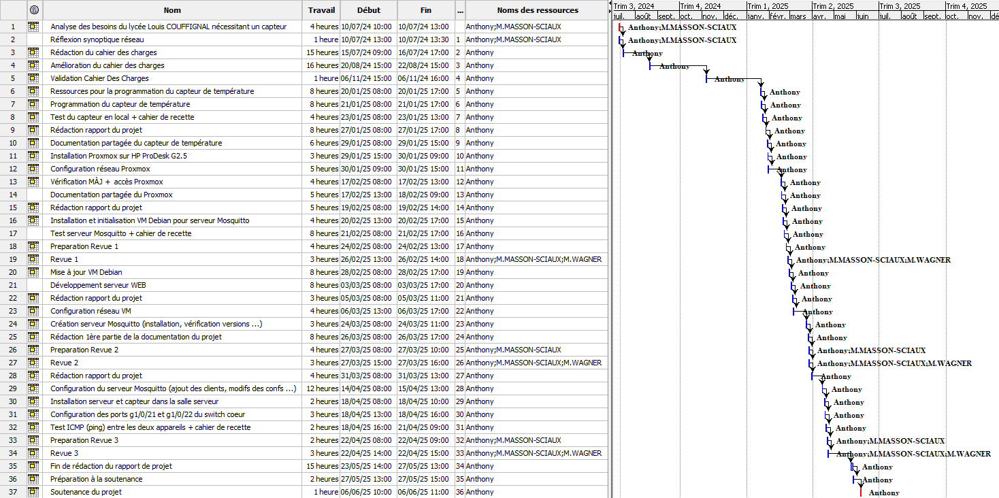 Nom Travail Début Fin ... Noms des ressources
Trim 3, 2024 Trim 4, 2024 Trim 1, 2025 Trim 2, 2025 Trim 3, 2025 Trim 4, 2025
juil. août sept. oct. nov. déc. janv. févr. mars avr. mai juin juil. août sept. oct. nov. dé
1 Analyse des besoins du lycée Louis COUFFIGNAL nécessitant un capteur 4 heures 10/07/24 10:00 10/07/24 13:00 Anthony;M.MASSON-SCIAUX Anthony;M.MASSON-SCIAUX
2 Réflexion synoptique réseau 1 heure 10/07/24 13:00 10/07/24 13:30 1 Anthony;M.MASSON-SCIAUX Anthony;M.MASSON-SCIAUX
3 Rédaction du cahier des charges 15 heures 15/07/24 09:00 16/07/24 17:00 2 Anthony Anthony
4 Amélioration du cahier des charges 16 heures 20/08/24 15:00 22/08/24 15:00 3 Anthony Anthony
5 Validation Cahier Des Charges 1 heure 06/11/24 15:00 06/11/24 16:00 4 Anthony Anthony
6 Ressources pour la programmation du capteur de température 8 heures 20/01/25 08:00 20/01/25 17:00 5 Anthony Anthony
7 Programmation du capteur de température 8 heures 21/01/25 08:00 21/01/25 17:00 6 Anthony Anthony
8 Test du capteur en local + cahier de recette 4 heures 23/01/25 08:00 23/01/25 13:00 7 Anthony Anthony
9 Rédaction rapport du projet 8 heures 27/01/25 08:00 27/01/25 17:00 8 Anthony Anthony
10 Documentation partagée du capteur de température 6 heures 29/01/25 08:00 29/01/25 15:00 9 Anthony Anthony
11 Installation Proxmox sur HP ProDesk G2.5 3 heures 29/01/25 15:00 30/01/25 09:00 10 Anthony Anthony
12 Configuration réseau Proxmox 5 heures 30/01/25 09:00 30/01/25 15:00 11 Anthony Anthony
13 Vérification MÀJ + accès Proxmox 4 heures 17/02/25 08:00 17/02/25 13:00 12 Anthony Anthony
14 Documentation partagée du Proxmox 5 heures 17/02/25 13:00 18/02/25 09:00 13 Anthony Anthony
15 Rédaction rapport du projet 5 heures 19/02/25 08:00 19/02/25 14:00 14 Anthony Anthony
16 Installation et initialisation VM Debian pour serveur Mosquitto 4 heures 20/02/25 13:00 20/02/25 17:00 15 Anthony Anthony
17 Test serveur Mosquitto + cahier de recette 8 heures 21/02/25 08:00 21/02/25 17:00 16 Anthony Anthony
18 Preparation Revue 1 4 heures 24/02/25 08:00 24/02/25 13:00 17 Anthony Anthony
19 Revue 1 3 heures 26/02/25 13:00 26/02/25 14:00 18 Anthony;M.MASSON-SCIAUX;M.WAGNER Anthony;M.MASSON-SCIAUX;M.WAGNER
20 Mise à jour VM Debian 8 heures 28/02/25 08:00 28/02/25 17:00 19 Anthony Anthony
21 Développement serveur WEB 8 heures 03/03/25 08:00 03/03/25 17:00 20 Anthony Anthony
22 Rédaction rapport du projet 3 heures 05/03/25 08:00 05/03/25 11:00 21 Anthony Anthony
23 Configuration réseau VM 4 heures 06/03/25 13:00 06/03/25 17:00 22 Anthony Anthony
24 Création serveur Mosquitto (installation, vérification versions ...) 3 heures 24/03/25 08:00 24/03/25 11:00 23 Anthony Anthony
25 Rédaction 1ère partie de la documentation du projet 8 heures 26/03/25 08:00 26/03/25 17:00 24 Anthony Anthony
26 Preparation Revue 2 4 heures 27/03/25 08:00 27/03/25 10:00 25 Anthony;M.MASSON-SCIAUX Anthony;M.MASSON-SCIAUX
27 Revue 2 3 heures 27/03/25 15:00 27/03/25 16:00 26 Anthony;M.MASSON-SCIAUX;M.WAGNER Anthony;M.MASSON-SCIAUX;M.WAGNER
28 Rédaction rapport du projet 4 heures 31/03/25 08:00 31/03/25 13:00 27 Anthony Anthony
29 Configuration du serveur Mosquitto (ajout des clients, modifs des confs ...) 12 heures 14/04/25 08:00 15/04/25 13:00 28 Anthony Anthony
30 Installation serveur et capteur dans la salle serveur 2 heures 18/04/25 08:00 18/04/25 10:00 29 Anthony Anthony
31 Configuration des ports g1/0/21 et g1/0/22 du switch coeur 3 heures 18/04/25 13:00 18/04/25 16:00 30 Anthony Anthony
32 Test ICMP (ping) entre les deux appareils + cahier de recette 2 heures 18/04/25 16:00 21/04/25 09:00 31 Anthony Anthony
33 Preparation Revue 3 2 heures 22/04/25 08:00 22/04/25 09:00 32 Anthony;M.MASSON-SCIAUX Anthony;M.MASSON-SCIAUX
34 Revue 3 3 heures 22/04/25 14:00 22/04/25 15:00 33 Anthony;M.MASSON-SCIAUX;M.WAGNER Anthony;M.MASSON-SCIAUX;M.WAGNER
35 Fin de rédaction du rapport de projet 15 heures 23/05/25 14:00 27/05/25 13:00 34 Anthony Anthony
36 Préparation à la soutenance 2 heures 27/05/25 13:00 27/05/25 15:00 35 Anthony Anthony
37 Soutenance du projet 1 heure 06/06/25 10:00 06/06/25 11:00 36 Anthony Anthony